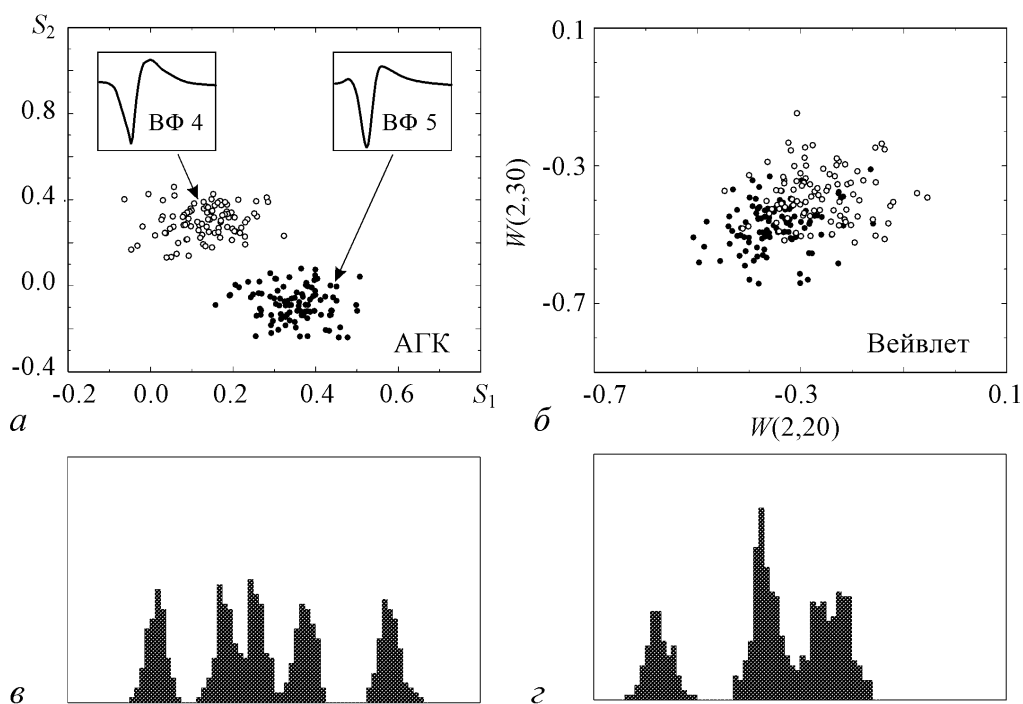 S₂
0.8
0.4
0.0
-0.4
ВФ 4
ВФ 5
АГК
-0.2
0.0
0.2
0.4
0.6
S₁
а
0.1
-0.3
-0.7
W(2,30)
Вейвлет
-0.7
-0.3
0.1
W(2,20)
б
в
г